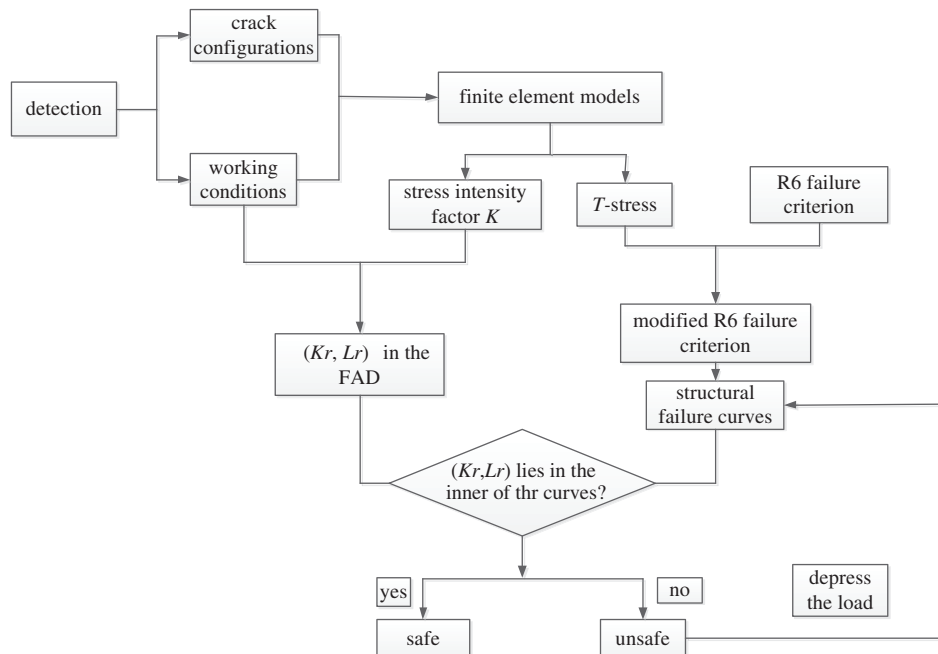 crack
configurations
detection
finite element models
working
conditions
stress intensity
factor K
T-stress
R6 failure
criterion
(Kr, Lr) in the
FAD
modified R6 failure
criterion
structural
failure curves
(Kr,Lr) lies in the
inner of thr curves?
yes
no
depress
the load
safe
unsafe